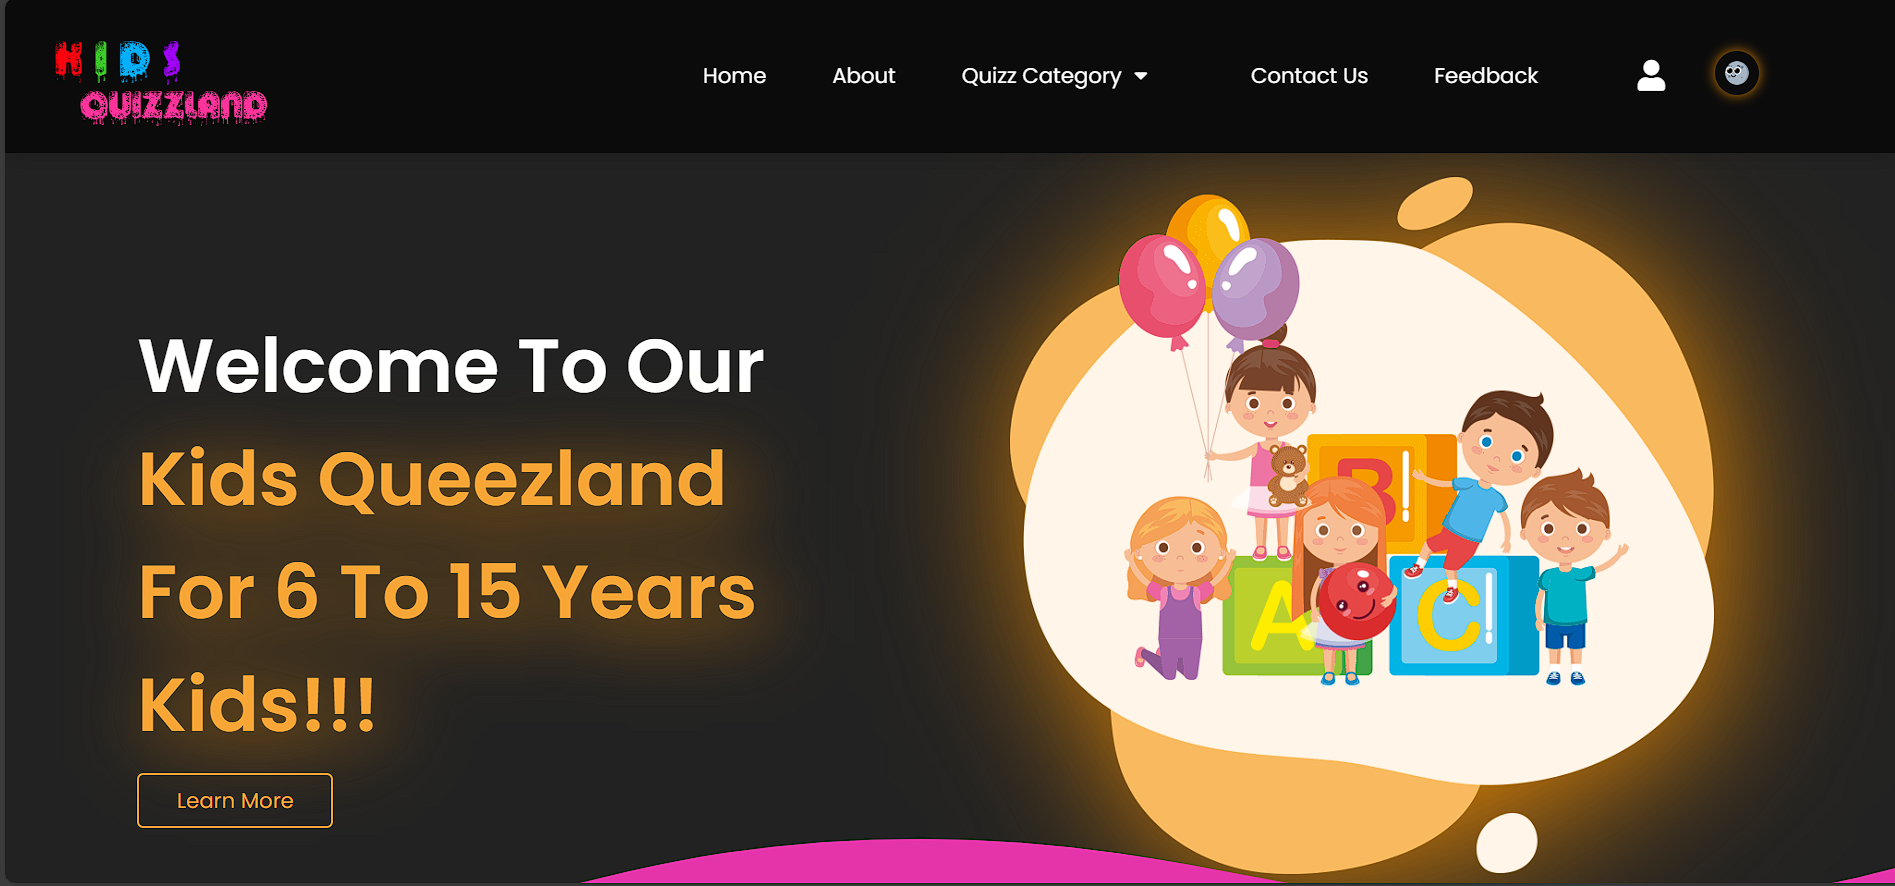 KIDS
QUIZZLAND
Home About Quizz Category Contact Us Feedback
Welcome To Our
Kids Queezland
For 6 To 15 Years
Kids!!!
Learn More
B!
A
C!